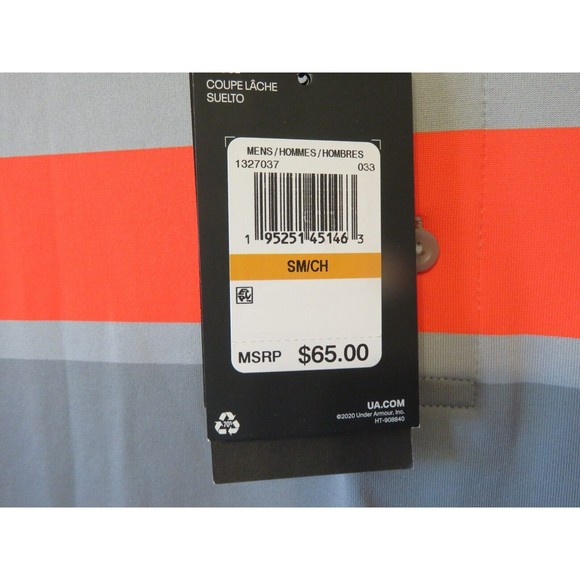 COUPE LÂCHE
SUELTO
MENS / HOMMES / HOMBRES
1327037 033
1 95251 45146 3
SM/CH
MSRP $65.00
UA.COM
©2020 Under Armour, Inc.
HT-908840